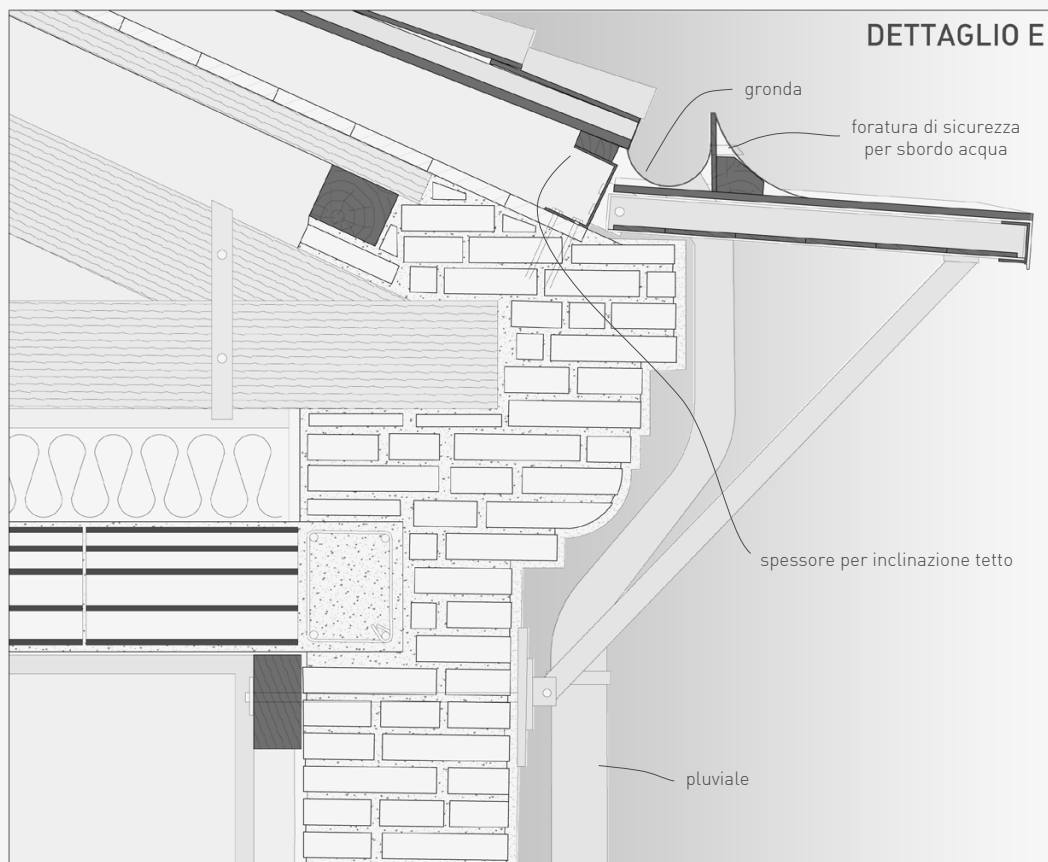 DETTAGLIO E
gronda
foratura di sicurezza
per sbordo acqua
spessore per inclinazione tetto
pluviale